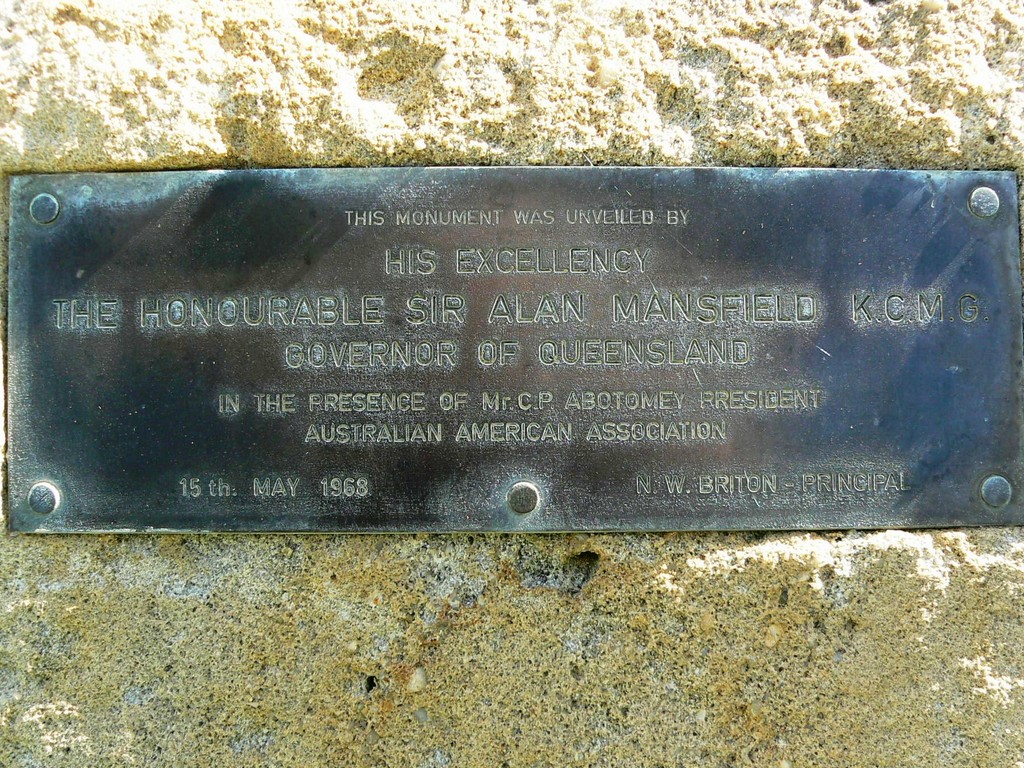 THIS MONUMENT WAS UNVEILED BY
HIS EXCELLENCY
THE HONOURABLE SIR ALAN MANSFIELD K.C.M.G.
GOVERNOR OF QUEENSLAND
IN THE PRESENCE OF Mr. C.P ABOTOMEY PRESIDENT
AUSTRALIAN AMERICAN ASSOCIATION
15 th. MAY 1968 N. W. BRITON - PRINCIPAL